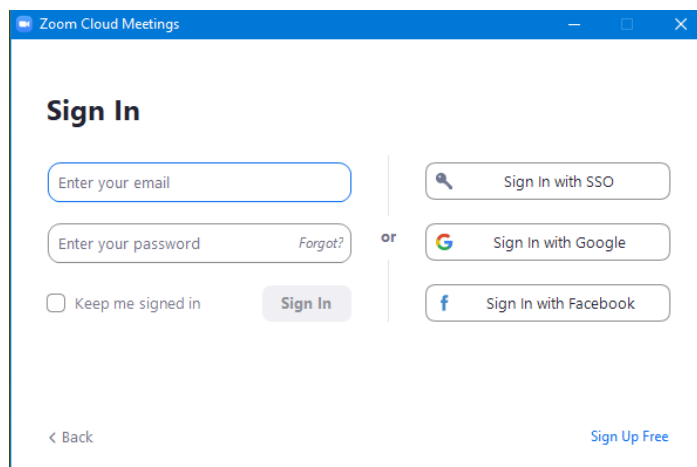 Zoom Cloud Meetings
Sign In
Enter your email
Enter your password Forgot?
Keep me signed in Sign In
or
Sign In with SSO
Sign In with Google
Sign In with Facebook
Back
Sign Up Free